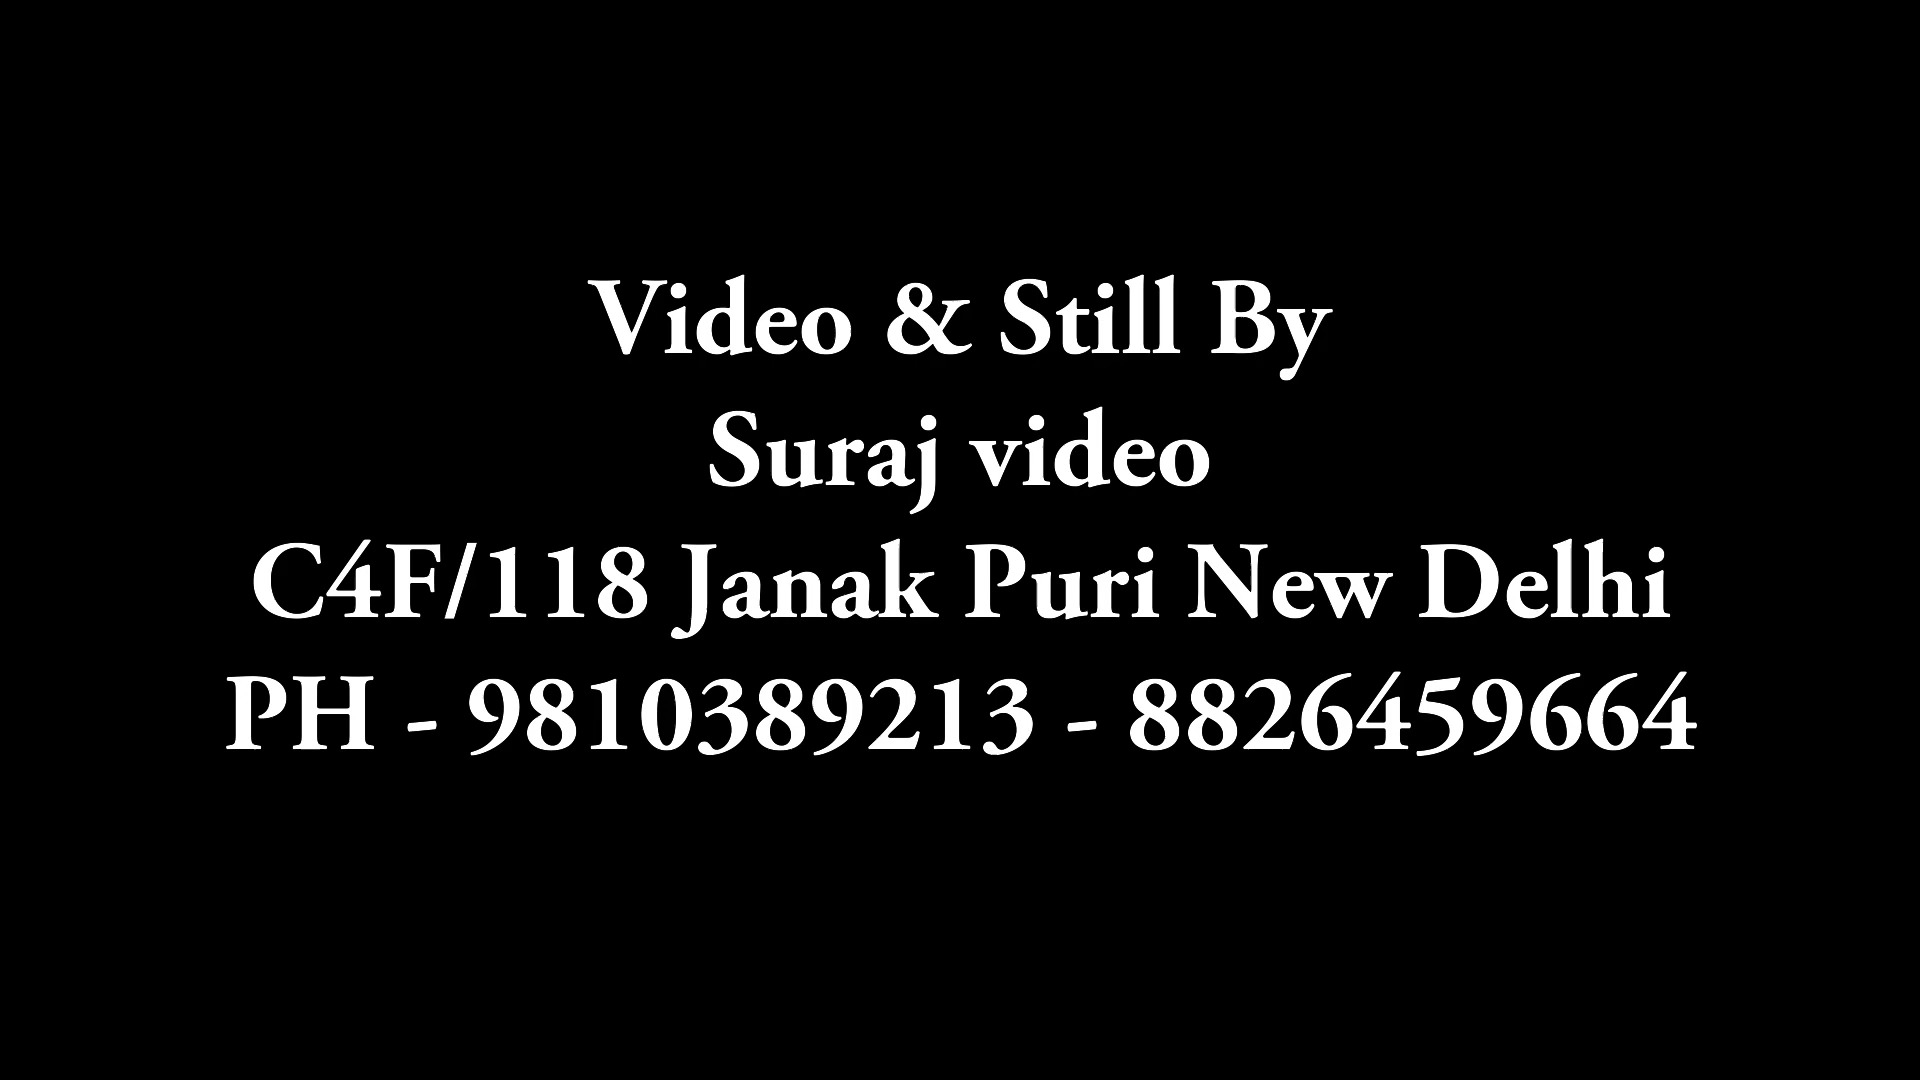 Video & Still By
Suraj video
C4F/118 Janak Puri New Delhi
PH - 9810389213 - 8826459664